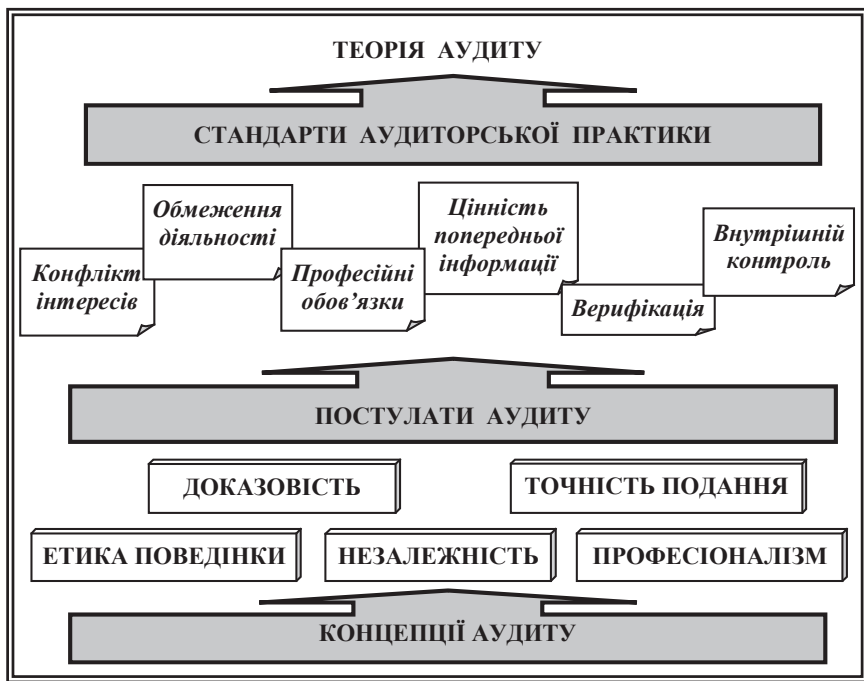 ТЕОРІЯ АУДИТУ
СТАНДАРТИ АУДИТОРСЬКОЇ ПРАКТИКИ
Конфлікт
інтересів
Обмеження
діяльності
Професійні
обов’язки
Цінність
попередньої
інформації
Верифікація
Внутрішній
контроль
ПОСТУЛАТИ АУДИТУ
ДОКАЗОВІСТЬ
ТОЧНІСТЬ ПОДАННЯ
ЕТИКА ПОВЕДІНКИ
НЕЗАЛЕЖНІСТЬ
ПРОФЕСІОНАЛІЗМ
КОНЦЕПЦІЇ АУДИТУ